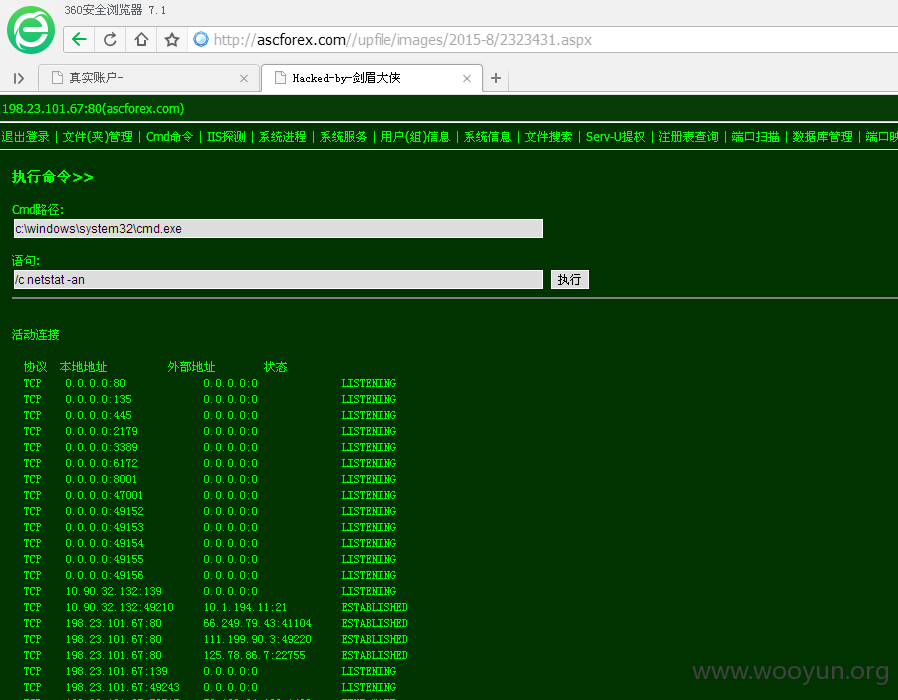 360安全浏览器 7.1
http://ascforex.com//upfile/images/2015-8/2323431.aspx
真实账户-
Hacked-by-剑眉大侠
198.23.101.67:80(ascforex.com)
退出登录 | 文件(夹)管理 | Cmd命令 | IIS探测 | 系统进程 | 系统服务 | 用户(组)信息 | 系统信息 | 文件搜索 | Serv-U提权 | 注册表查询 | 端口扫描 | 数据库管理 | 端口映
执行命令>>
Cmd路径:
c:\windows\system32\cmd.exe
语句:
/c netstat -an 执行
活动连接
协议 本地地址 外部地址 状态
TCP 0.0.0.0:80 0.0.0.0:0 LISTENING
TCP 0.0.0.0:135 0.0.0.0:0 LISTENING
TCP 0.0.0.0:445 0.0.0.0:0 LISTENING
TCP 0.0.0.0:2179 0.0.0.0:0 LISTENING
TCP 0.0.0.0:3389 0.0.0.0:0 LISTENING
TCP 0.0.0.0:6172 0.0.0.0:0 LISTENING
TCP 0.0.0.0:8001 0.0.0.0:0 LISTENING
TCP 0.0.0.0:47001 0.0.0.0:0 LISTENING
TCP 0.0.0.0:49152 0.0.0.0:0 LISTENING
TCP 0.0.0.0:49153 0.0.0.0:0 LISTENING
TCP 0.0.0.0:49154 0.0.0.0:0 LISTENING
TCP 0.0.0.0:49155 0.0.0.0:0 LISTENING
TCP 0.0.0.0:49156 0.0.0.0:0 LISTENING
TCP 10.90.32.132:139 0.0.0.0:0 LISTENING
TCP 10.90.32.132:49210 10.1.194.11:21 ESTABLISHED
TCP 198.23.101.67:80 66.249.79.43:41104 ESTABLISHED
TCP 198.23.101.67:80 111.199.90.3:49220 ESTABLISHED
TCP 198.23.101.67:80 125.78.86.7:22755 ESTABLISHED
TCP 198.23.101.67:139 0.0.0.0:0 LISTENING
TCP 198.23.101.67:49243 0.0.0.0:0 LISTENING
www.wooyun.org